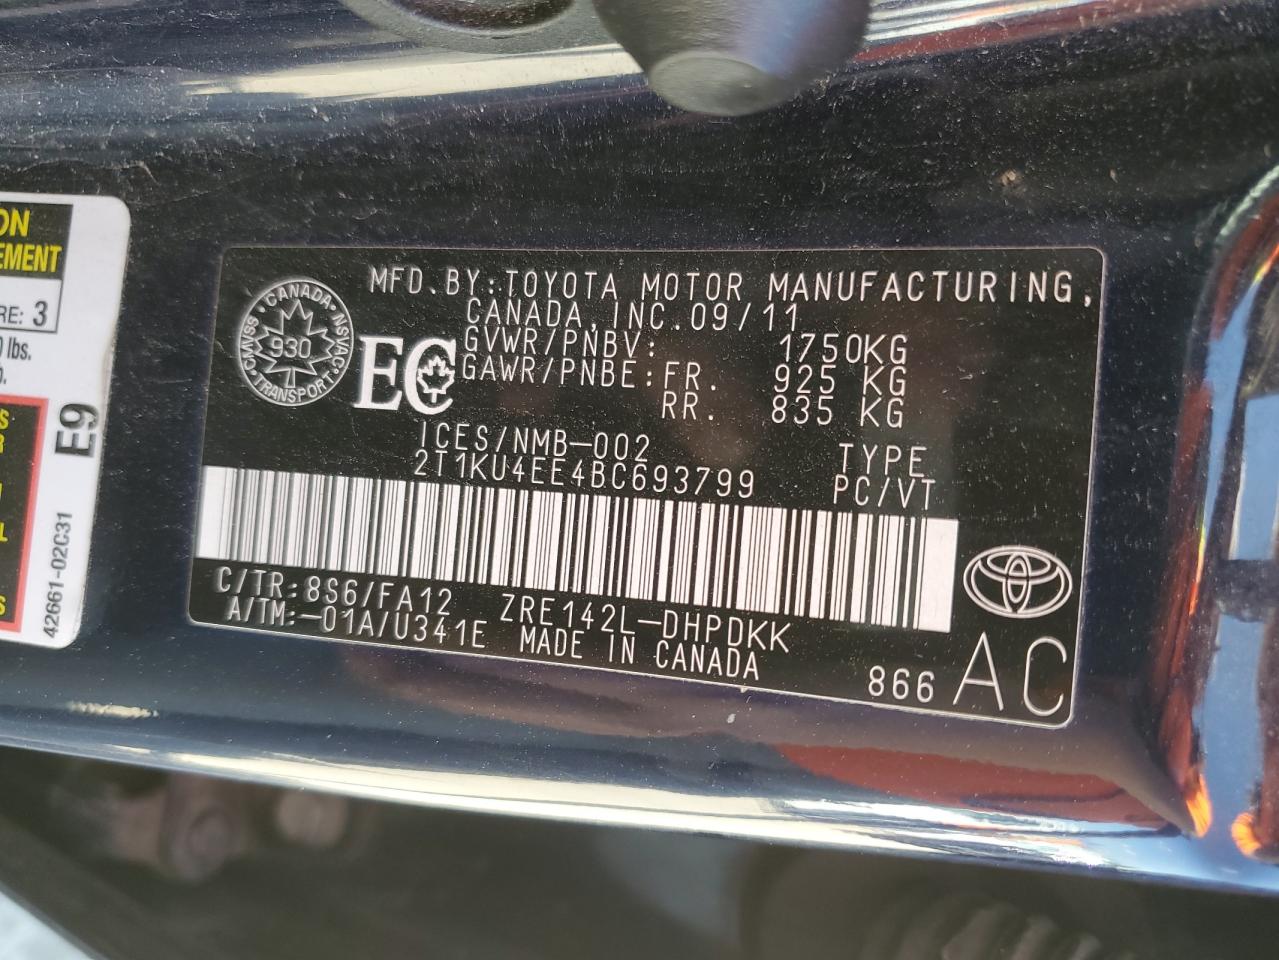 ON
EMENT
RE: 3
lbs.
S
R
L
S
E9
42661-02C31
MFD. BY: TOYOTA MOTOR MANUFACTURING,
CANADA, INC. 09/11
GVWR/PNBV: 1750KG
GAWR/PNBE: FR. 925 KG
RR. 835 KG
CANADA
CMVSS NSVAC
930
TRANSPORT
EC
ICES/NMB-002
2T1KU4EE4BC693799
TYPE
PC/VT
C/TR: 8S6/FA12 ZRE142L-DHPDKK
A/TM: -01A/U341E MADE IN CANADA
866 AC